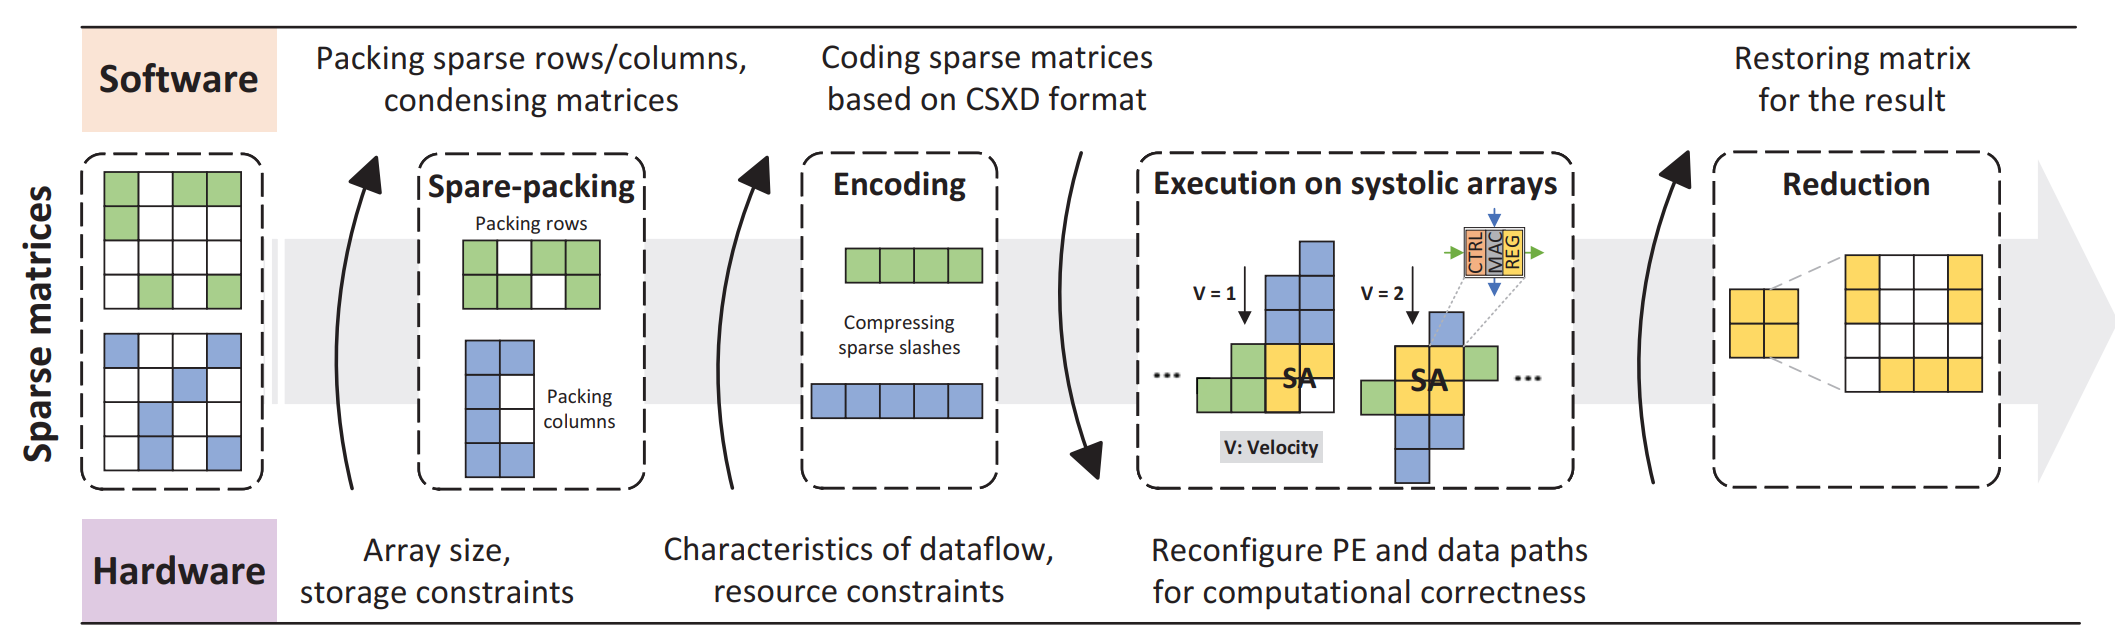 Software
Packing sparse rows/columns,
condensing matrices
Coding sparse matrices
based on CSXD format
Restoring matrix
for the result
Sparse matrices
Spare-packing
Packing rows
Packing
columns
Encoding
Compressing
sparse slashes
Execution on systolic arrays
V = 1
SA
V = 2
SA
CTRL
MAC
REG
V: Velocity
Reduction
Hardware
Array size,
storage constraints
Characteristics of dataflow,
resource constraints
Reconfigure PE and data paths
for computational correctness